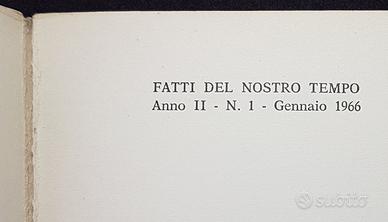 FATTI DEL NOSTRO TEMPO
Anno II - N. 1 - Gennaio 1966
subito